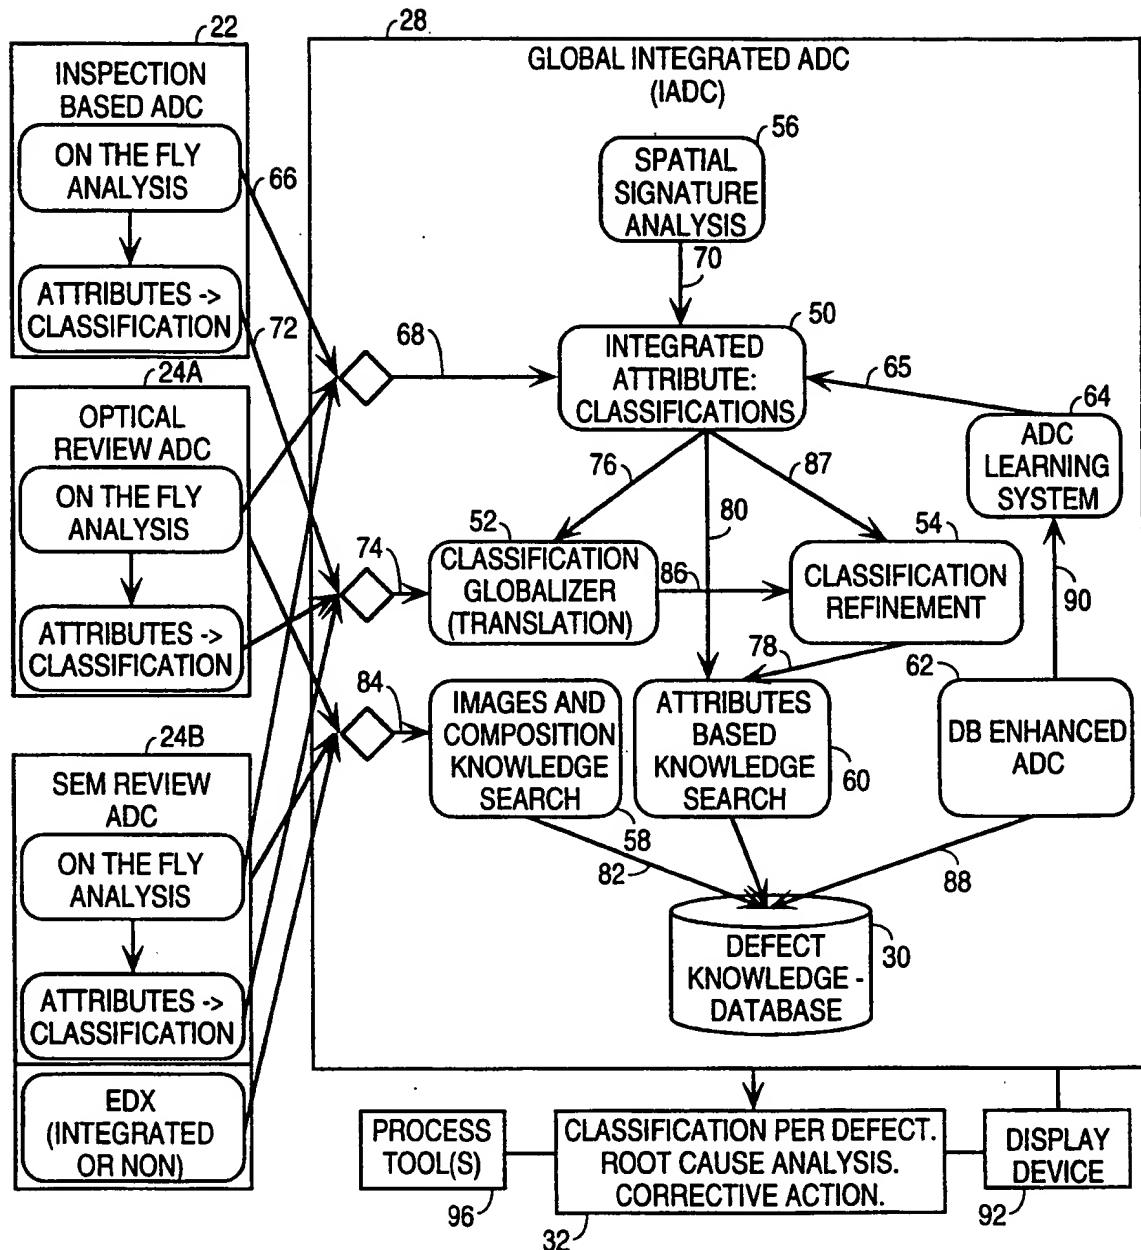 22
INSPECTION
BASED ADC
ON THE FLY
ANALYSIS
ATTRIBUTES ->
CLASSIFICATION
66
72
24A
OPTICAL
REVIEW ADC
ON THE FLY
ANALYSIS
ATTRIBUTES ->
CLASSIFICATION
24B
SEM REVIEW
ADC
ON THE FLY
ANALYSIS
ATTRIBUTES ->
CLASSIFICATION
EDX
(INTEGRATED
OR NON)
28
GLOBAL INTEGRATED ADC
(IADC)
56
SPATIAL
SIGNATURE
ANALYSIS
70
68
50
INTEGRATED
ATTRIBUTE:
CLASSIFICATIONS
65
64
ADC
LEARNING
SYSTEM
76
80
87
90
74
52
CLASSIFICATION
GLOBALIZER
(TRANSLATION)
86
54
CLASSIFICATION
REFINEMENT
78
84
IMAGES AND
COMPOSITION
KNOWLEDGE
SEARCH
58
ATTRIBUTES
BASED
KNOWLEDGE
SEARCH
60
62
DB ENHANCED
ADC
82
88
DEFECT
KNOWLEDGE -
DATABASE
30
PROCESS
TOOL(S)
96
CLASSIFICATION PER DEFECT.
ROOT CAUSE ANALYSIS.
CORRECTIVE ACTION.
32
DISPLAY
DEVICE
92